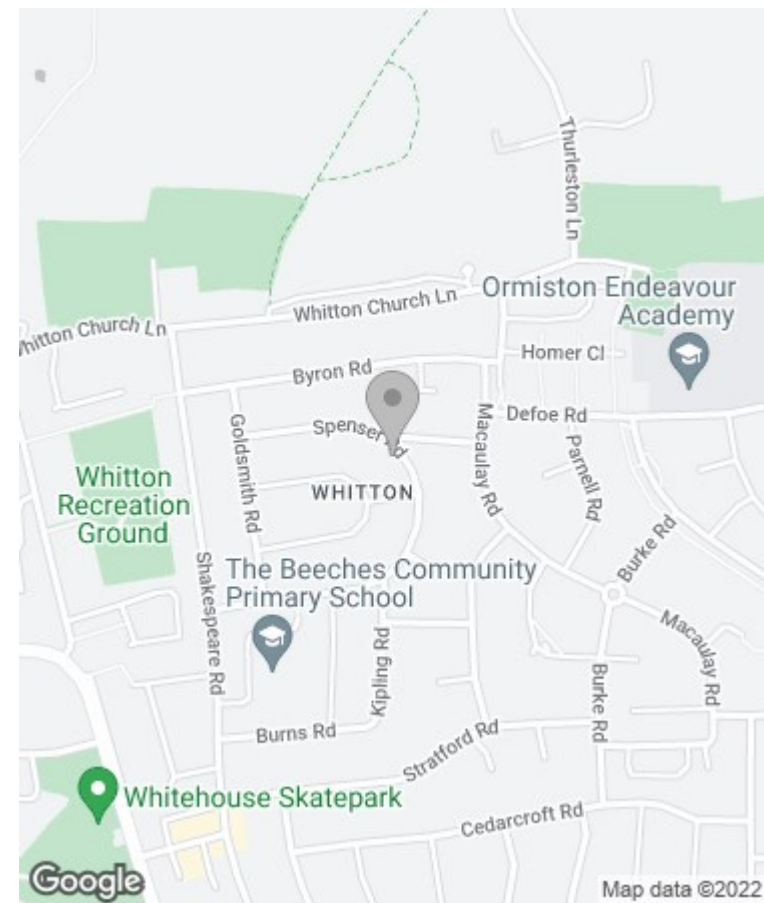 Thurleston Ln
Whitton Church Ln
Ormiston Endeavour
Academy
Whitton Church Ln
Homer Cl
Byron Rd
Defoe Rd
Spenser Rd
Goldsmith Rd
Macaulay Rd
Parnell Rd
Whitton
Recreation
Ground
WHITTON
Burke Rd
Shakespeare Rd
The Beeches Community
Primary School
Macaulay Rd
Kipling Rd
Burke Rd
Burns Rd
Stratford Rd
Whitehouse Skatepark
Cedarcroft Rd
Google
Map data ©2022